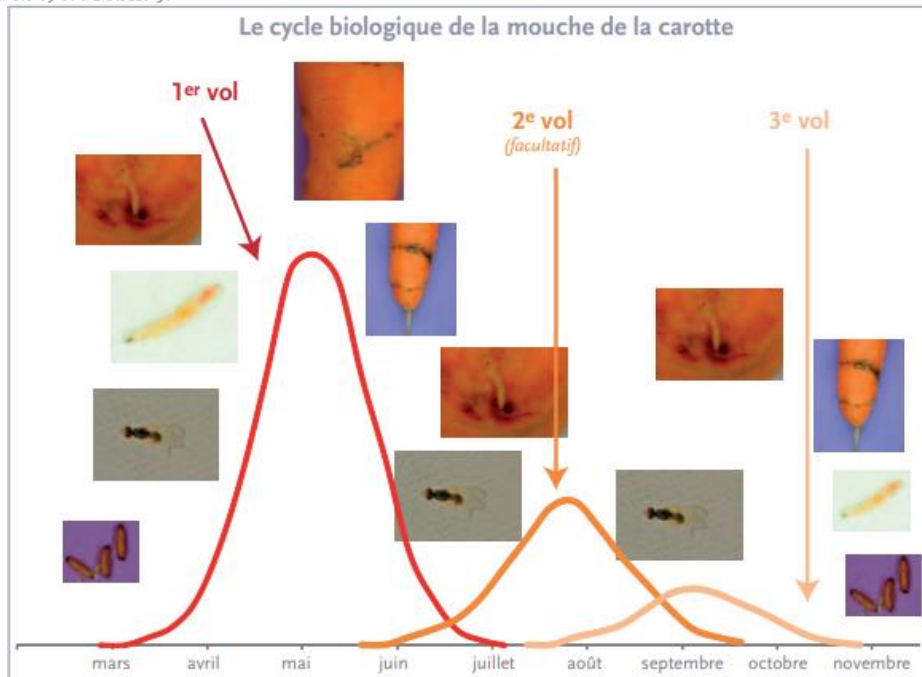 Le cycle biologique de la mouche de la carotte
1er vol
2e vol
(facultatif)
3e vol
mars avril mai juin juillet août septembre octobre novembre